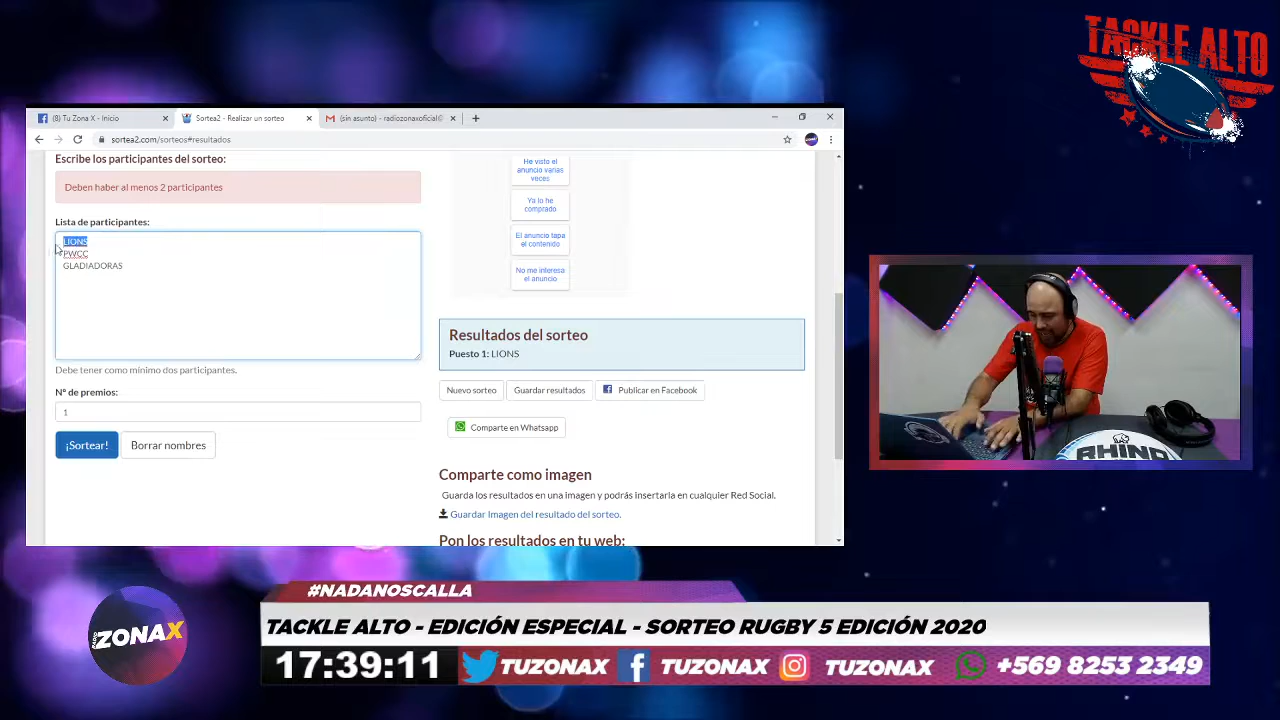 TACKLE ALTO
(8) Tu Zona X - Inicio
Sortea2 - Realizar un sorteo
(sin asunto) - radiozonaxoficial@
sortea2.com/sorteos#resultados
Escribe los participantes del sorteo:
Deben haber al menos 2 participantes
Lista de participantes:
LIONS
PWCC
GLADIADORAS
Debe tener como mínimo dos participantes.
Nº de premios:
1
¡Sortear!
Borrar nombres
He visto el
anuncio varias
veces
Ya lo he
comprado
El anuncio tapa
el contenido
No me interesa
el anuncio
Resultados del sorteo
Puesto 1: LIONS
Nuevo sorteo
Guardar resultados
Publicar en Facebook
Comparte en Whatsapp
Comparte como imagen
Guarda los resultados en una imagen y podrás insertarla en cualquier Red Social.
Guardar Imagen del resultado del sorteo.
Pon los resultados en tu web:
RHINO
#NADANOSCALLA
ZONAX
TACKLE ALTO - EDICIÓN ESPECIAL - SORTEO RUGBY 5 EDICIÓN 2020
17:39:11
TUZONAX
TUZONAX
TUZONAX
+569 8253 2349